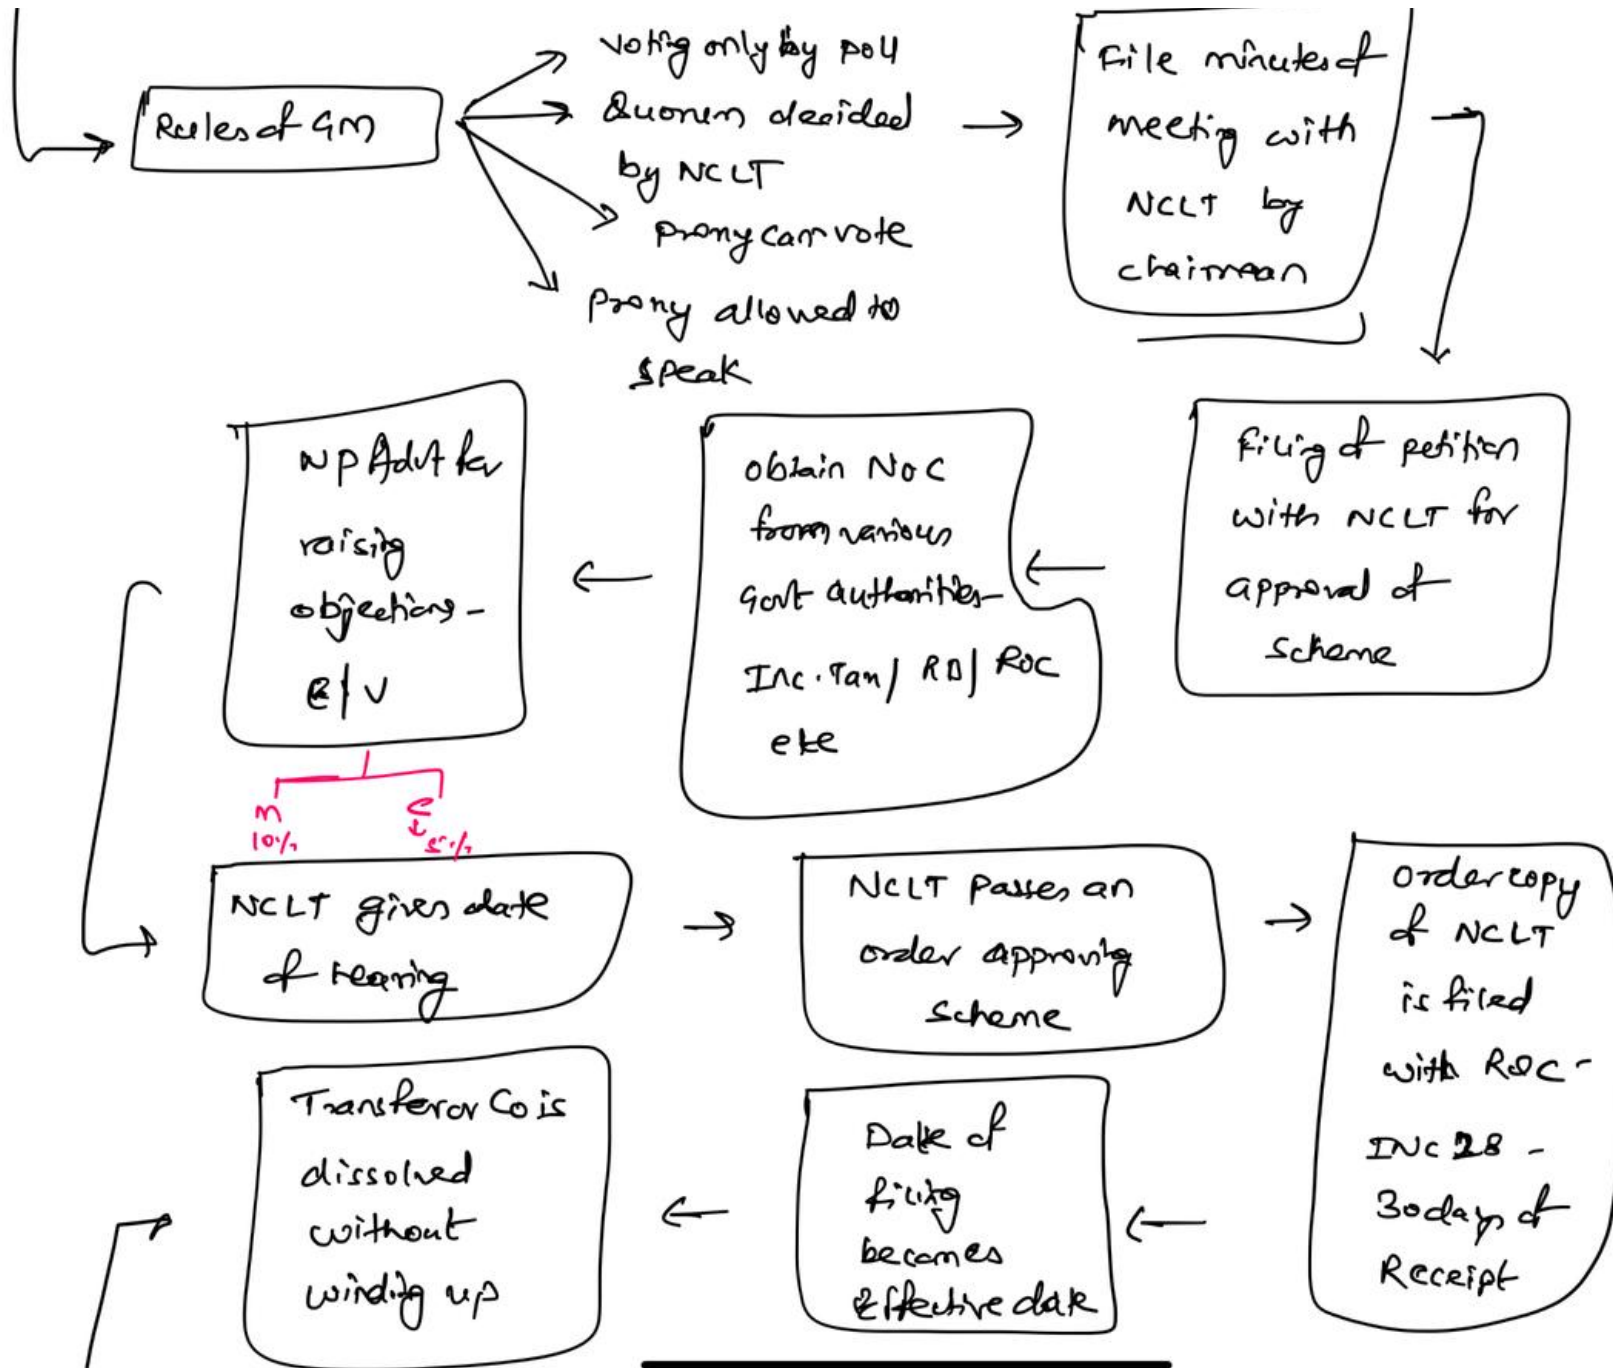 Rules of GM
Voting only by poll
Quorum decided
by NCLT
proxy can vote
Proxy allowed to
speak
File minutes of
meeting with
NCLT by
chairman
Filing of petition
with NCLT for
approval of
scheme
Obtain NOC
from various
Govt Authorities
Inc. Tax / RD / ROC
etc
NP Advt for
raising
objections -
E/V
M
10%
C
5%
NCLT gives date
of hearing
NCLT Passes an
order approving
scheme
Order copy
of NCLT
is filed
with ROC -
INC 28 -
30 days of
Receipt
Date of
filing
becomes
Effective date
Transferor Co is
dissolved
without
winding up